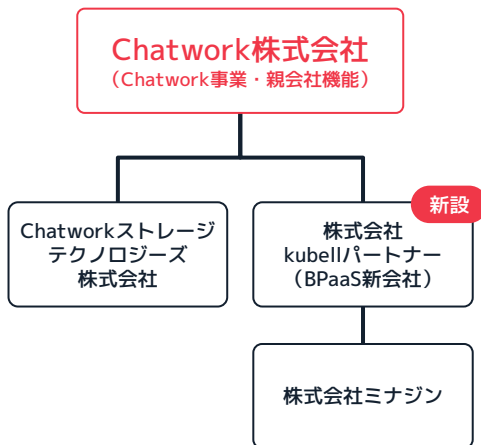 Chatwork株式会社
（Chatwork事業・親会社機能）
新設
Chatworkストレージ
テクノロジーズ
株式会社
株式会社
kubellパートナー
（BPaaS新会社）
株式会社ミナジン